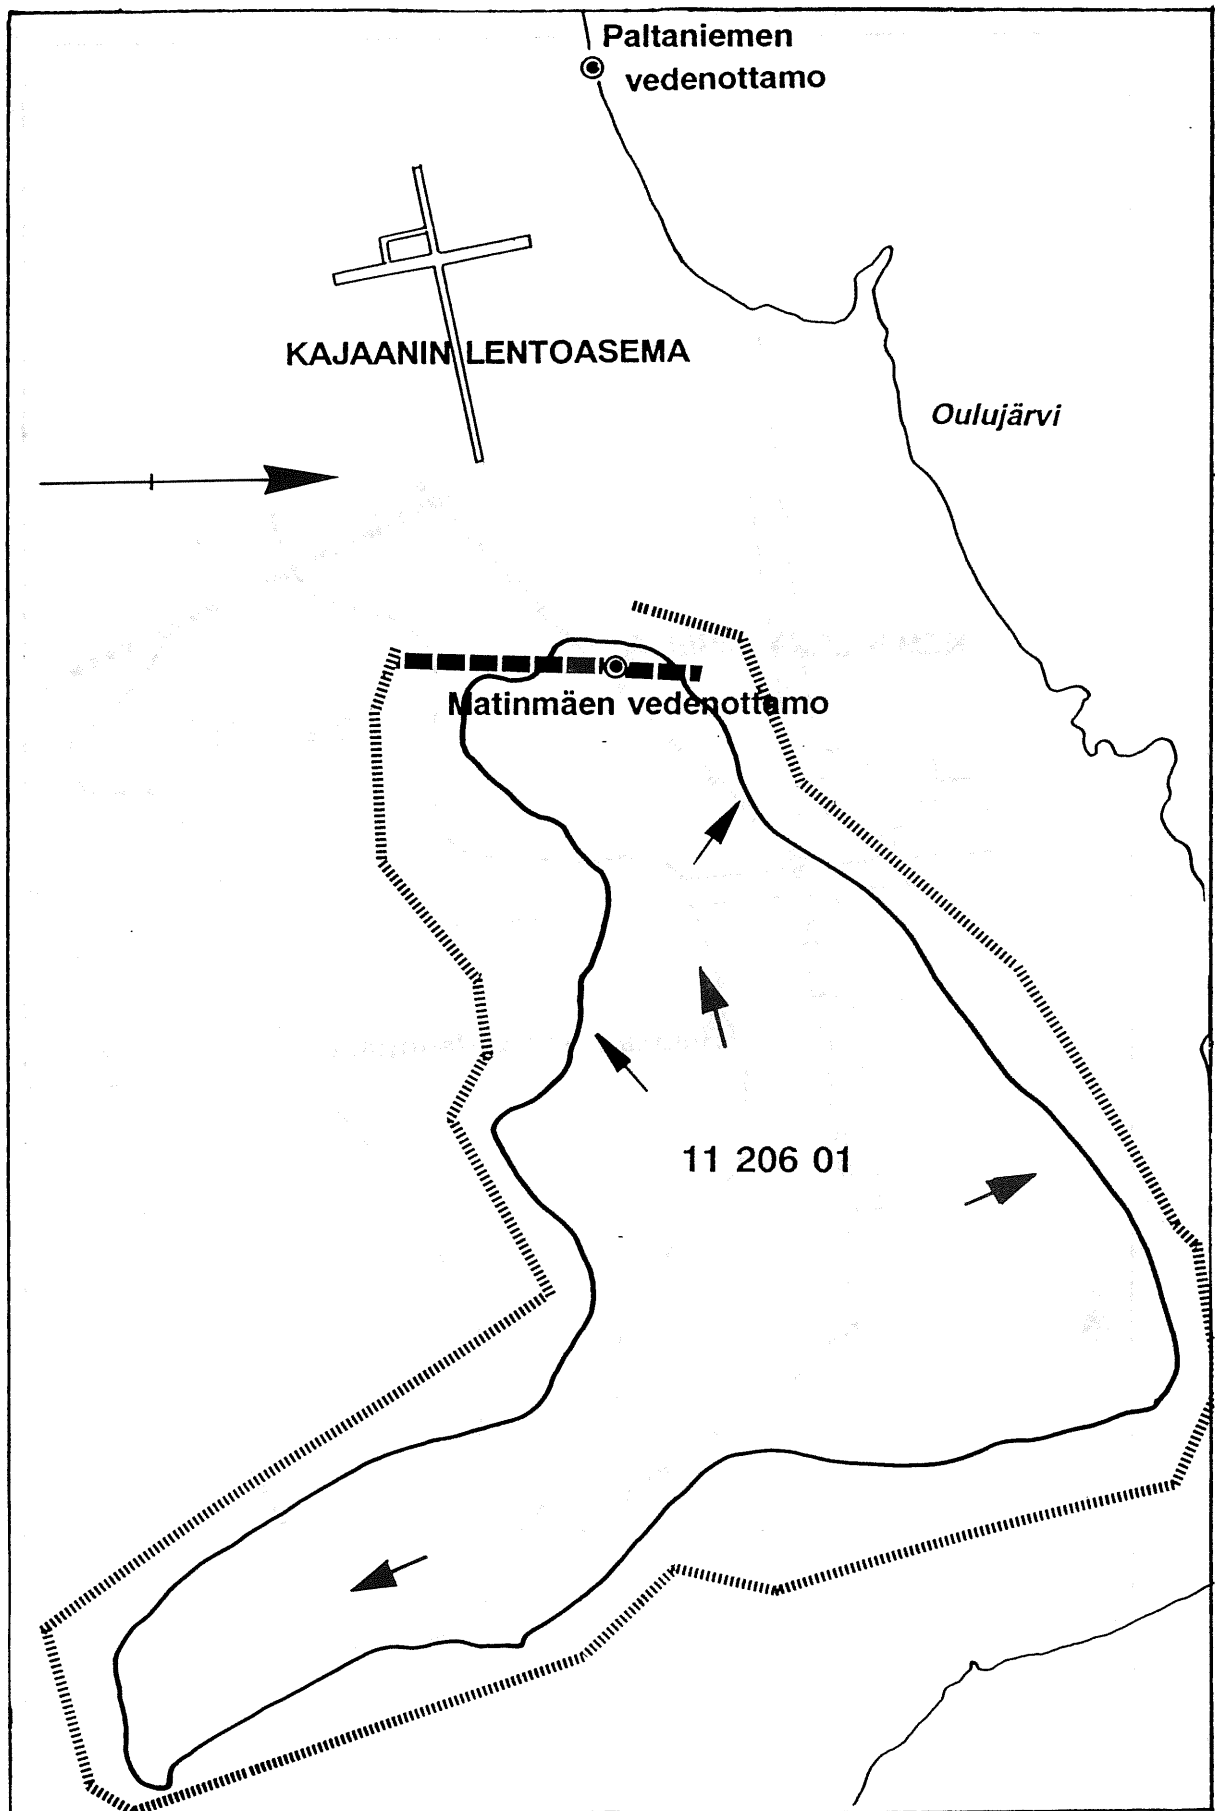 Paltaniemen
vedenottamo
KAJAANIN LENTOASEMA
Oulujärvi
Matinmäen vedenottamo
11 206 01